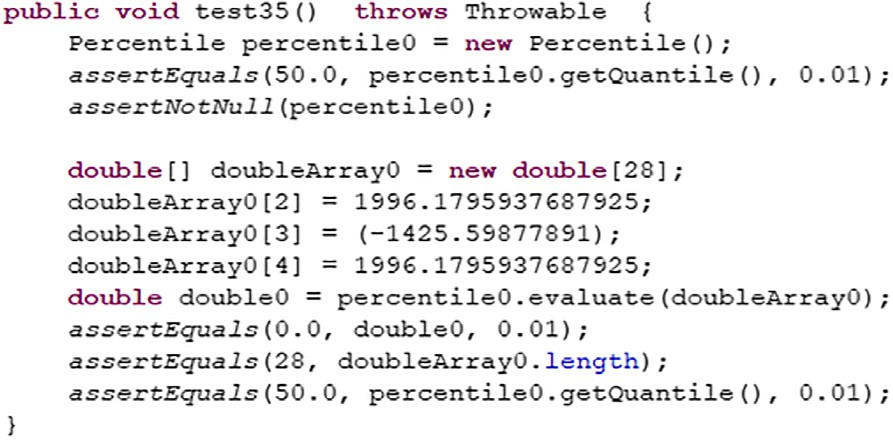 public void test35()  throws Throwable  {
    Percentile percentile0 = new Percentile();
    assertEquals(50.0, percentile0.getQuantile(), 0.01);
    assertNotNull(percentile0);

    double[] doubleArray0 = new double[28];
    doubleArray0[2] = 1996.1795937687925;
    doubleArray0[3] = (-1425.59877891);
    doubleArray0[4] = 1996.1795937687925;
    double double0 = percentile0.evaluate(doubleArray0);
    assertEquals(0.0, double0, 0.01);
    assertEquals(28, doubleArray0.length);
    assertEquals(50.0, percentile0.getQuantile(), 0.01);
}